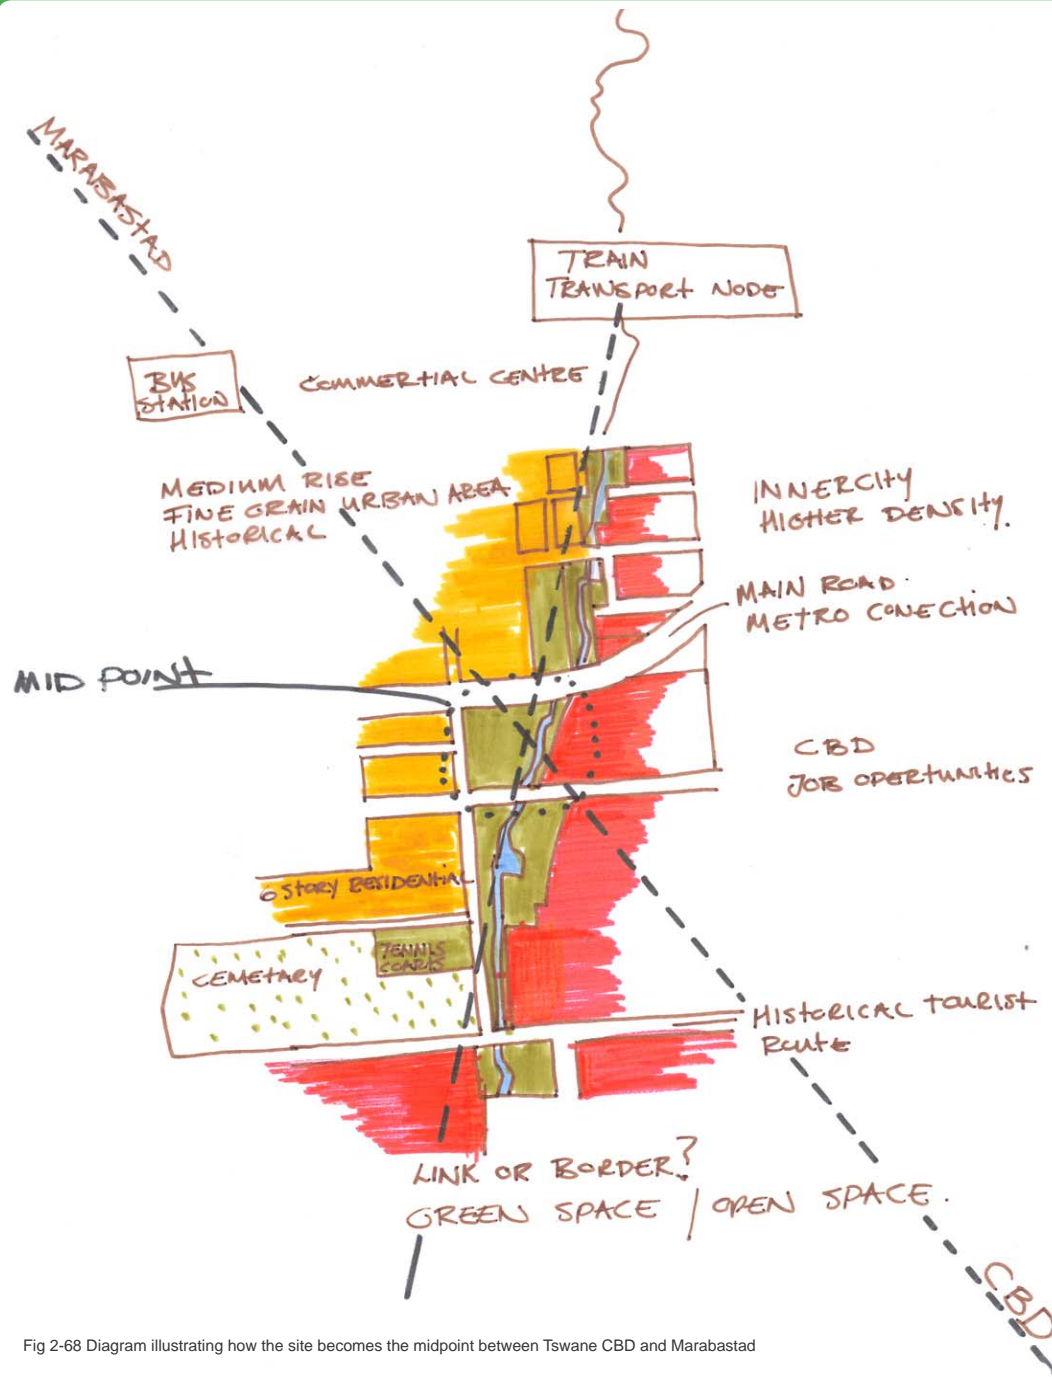 MARABASTAD
TRAIN
TRANSPORT NODE
BUS
STATION
COMMERTIAL CENTRE
MEDIUM RISE
FINE GRAIN URBAN AREA
HISTORICAL
INNERCITY
HIGHER DENSITY.
MAIN ROAD.
METRO CONECTION
MID POINT
CBD
JOB OPERTUNITIES
6 STORY RESIDENTIAL
TENNIS
COARTS
CEMETARY
HISTORICAL TOURIST
ROUTE
LINK OR BORDER?
GREEN SPACE / OPEN SPACE.
CBD
Fig 2-68 Diagram illustrating how the site becomes the midpoint between Tswane CBD and Marabastad